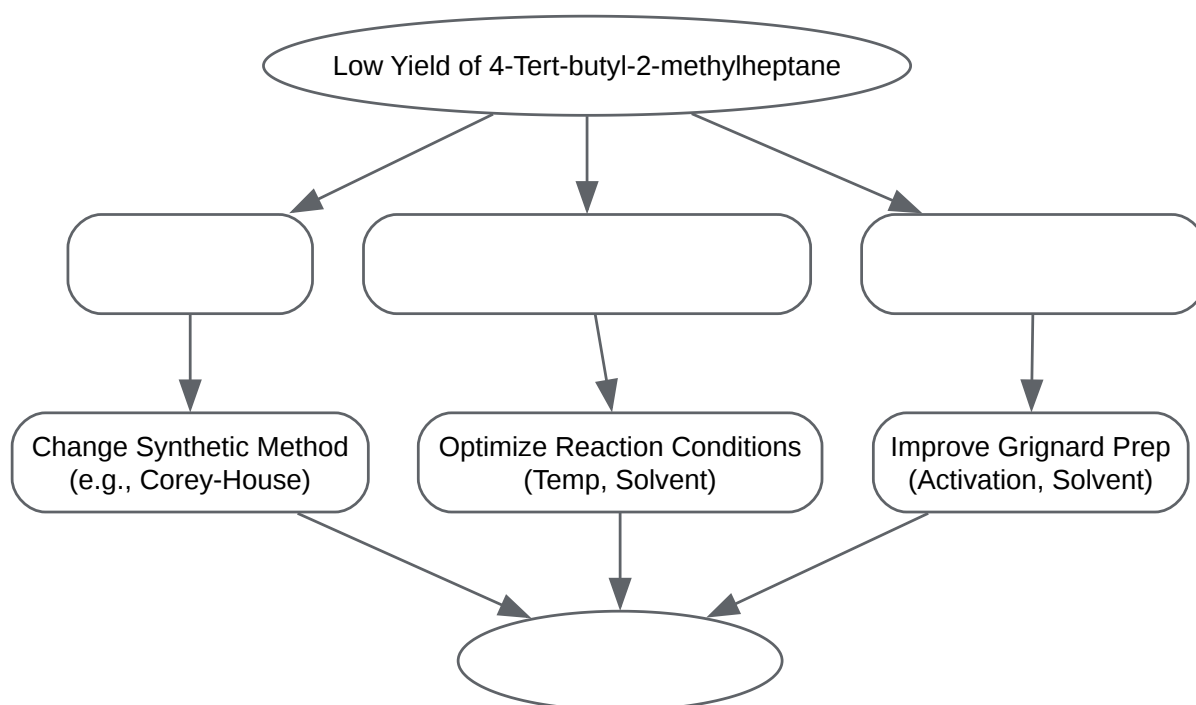 Low Yield of 4-Tert-butyl-2-methylheptane
Change Synthetic Method
(e.g., Corey-House)
Optimize Reaction Conditions
(Temp, Solvent)
Improve Grignard Prep
(Activation, Solvent)